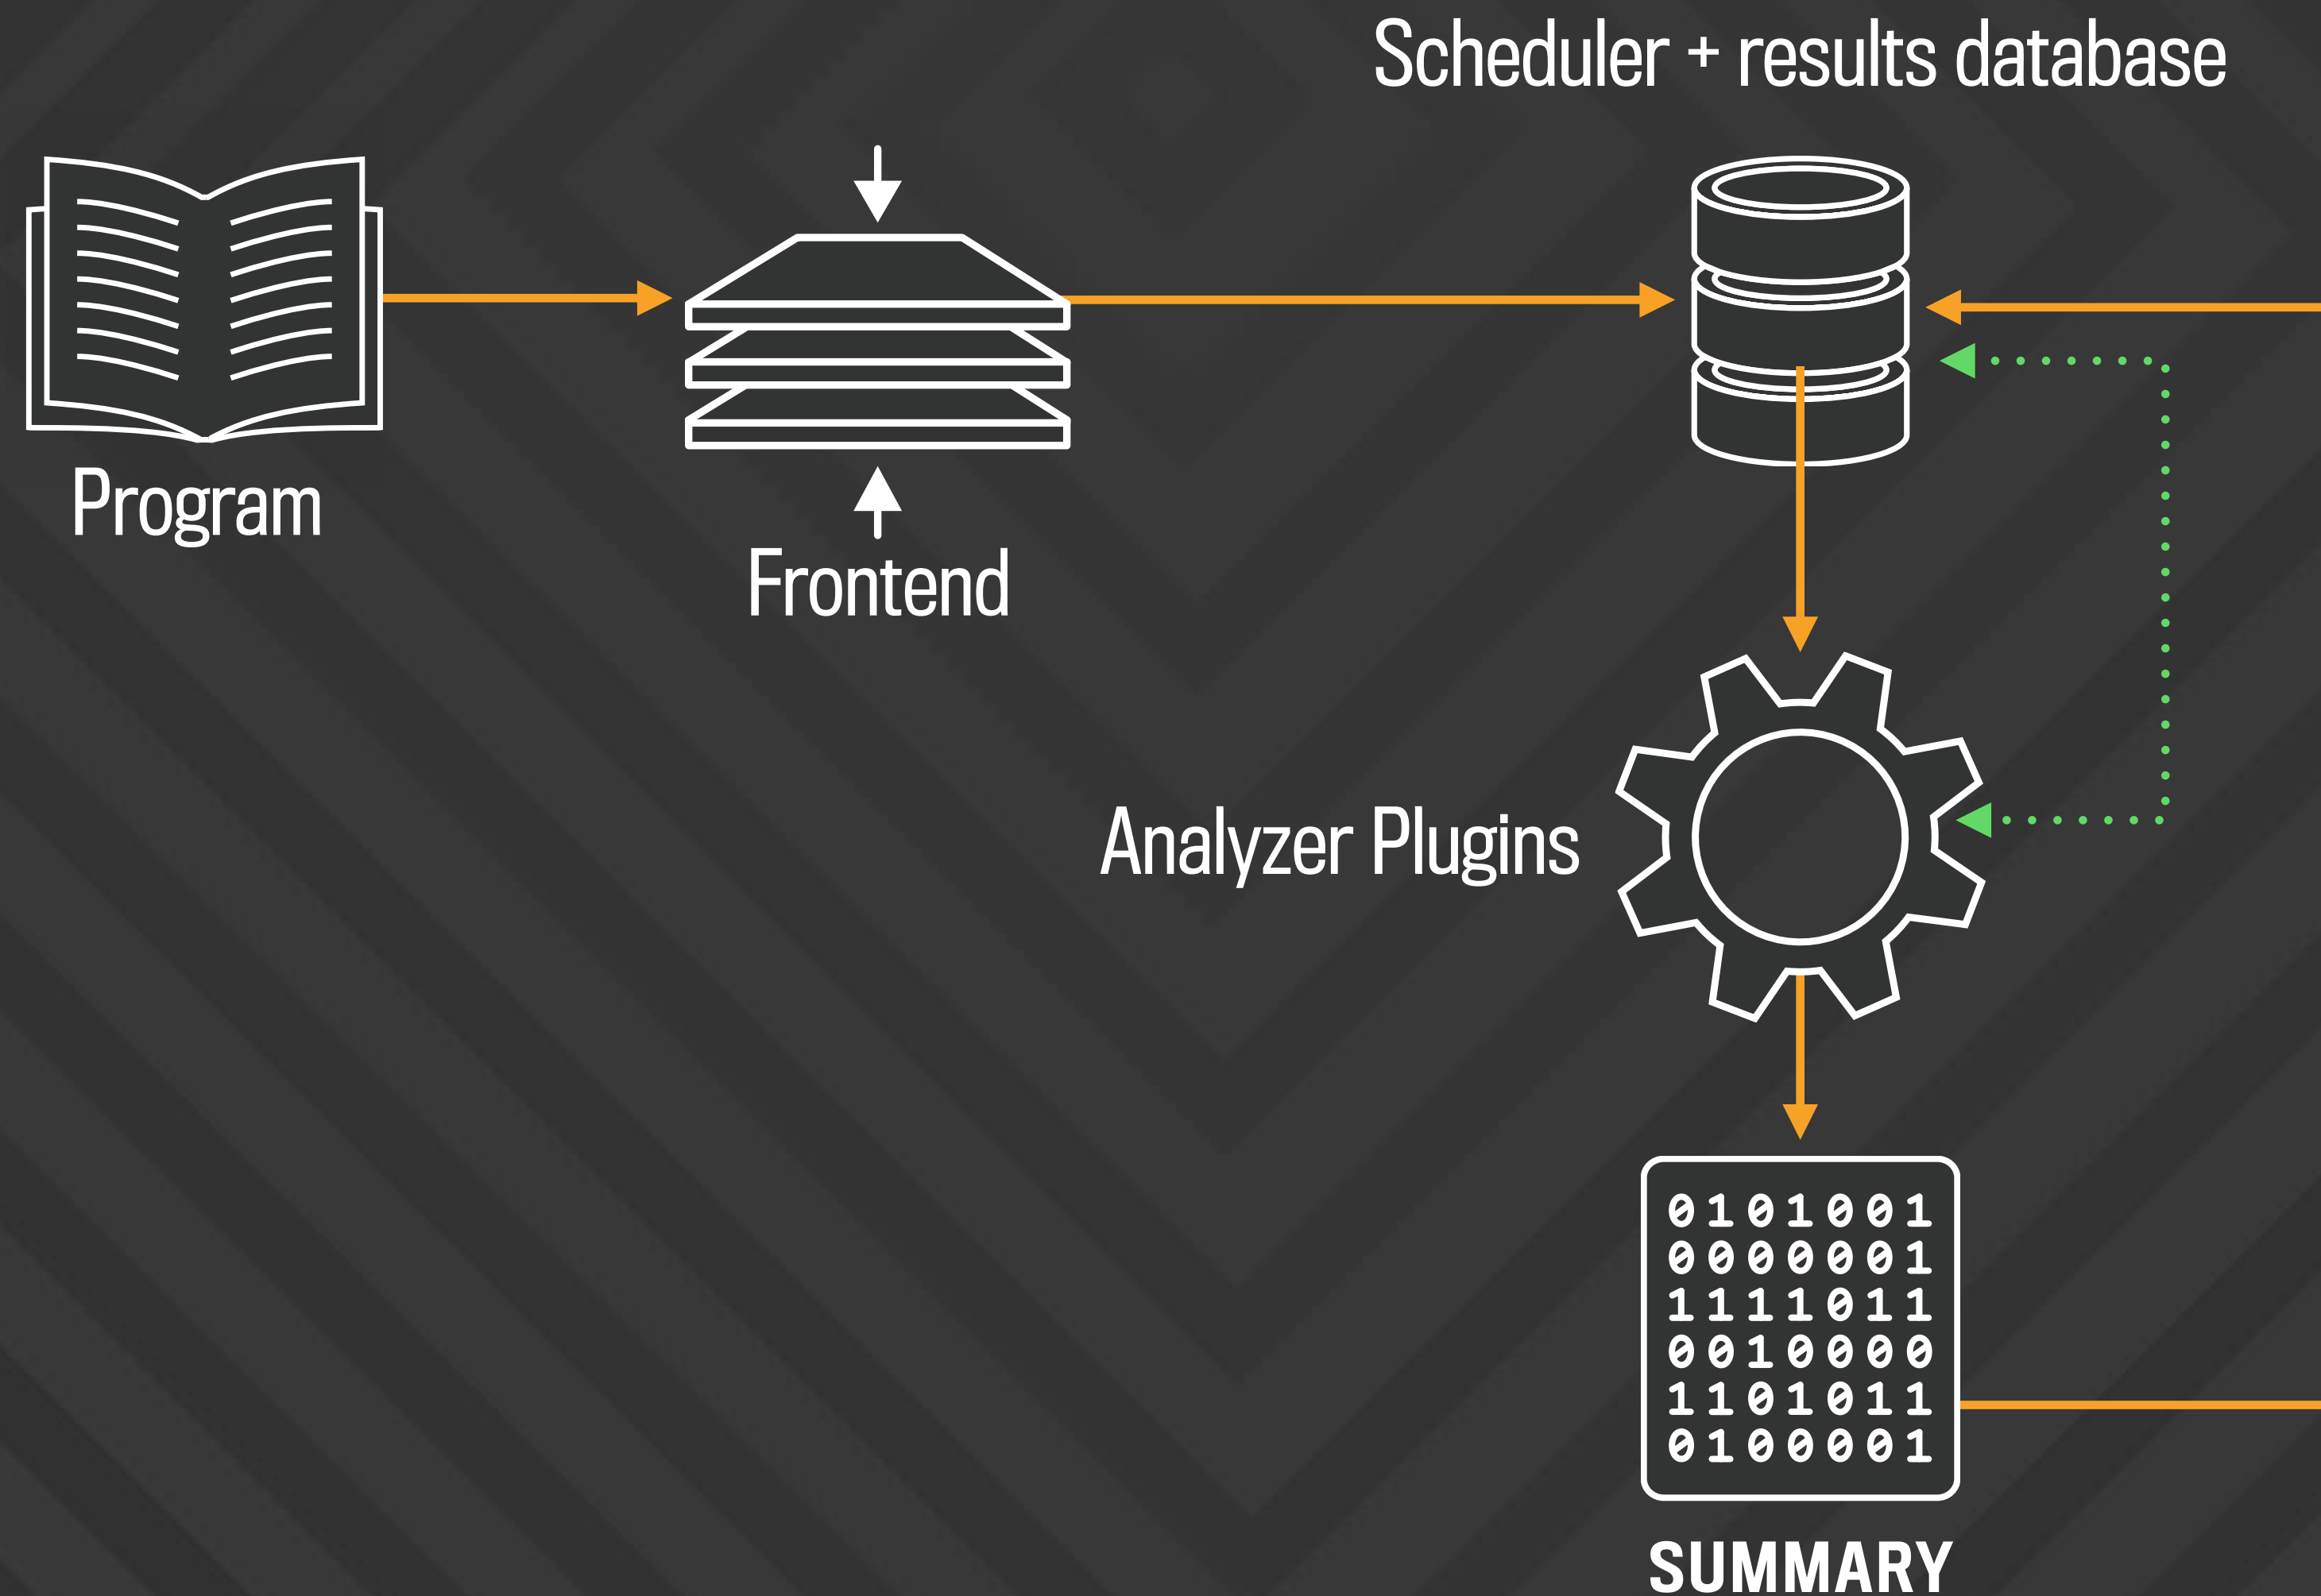 Scheduler + results database
Program
Frontend
Analyzer Plugins
0101001
0000001
1111011
0010000
1101011
0100001
SUMMARY